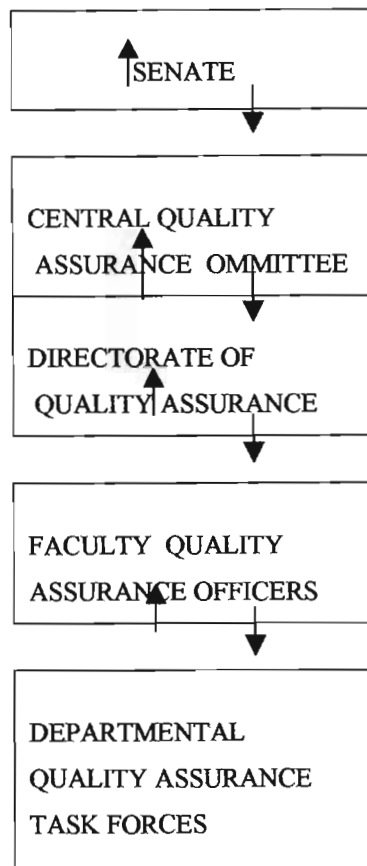 SENATE
CENTRAL QUALITY
ASSURANCE OMMITTEE
DIRECTORATE OF
QUALITY ASSURANCE
FACULTY QUALITY
ASSURANCE OFFICERS
DEPARTMENTAL
QUALITY ASSURANCE
TASK FORCES